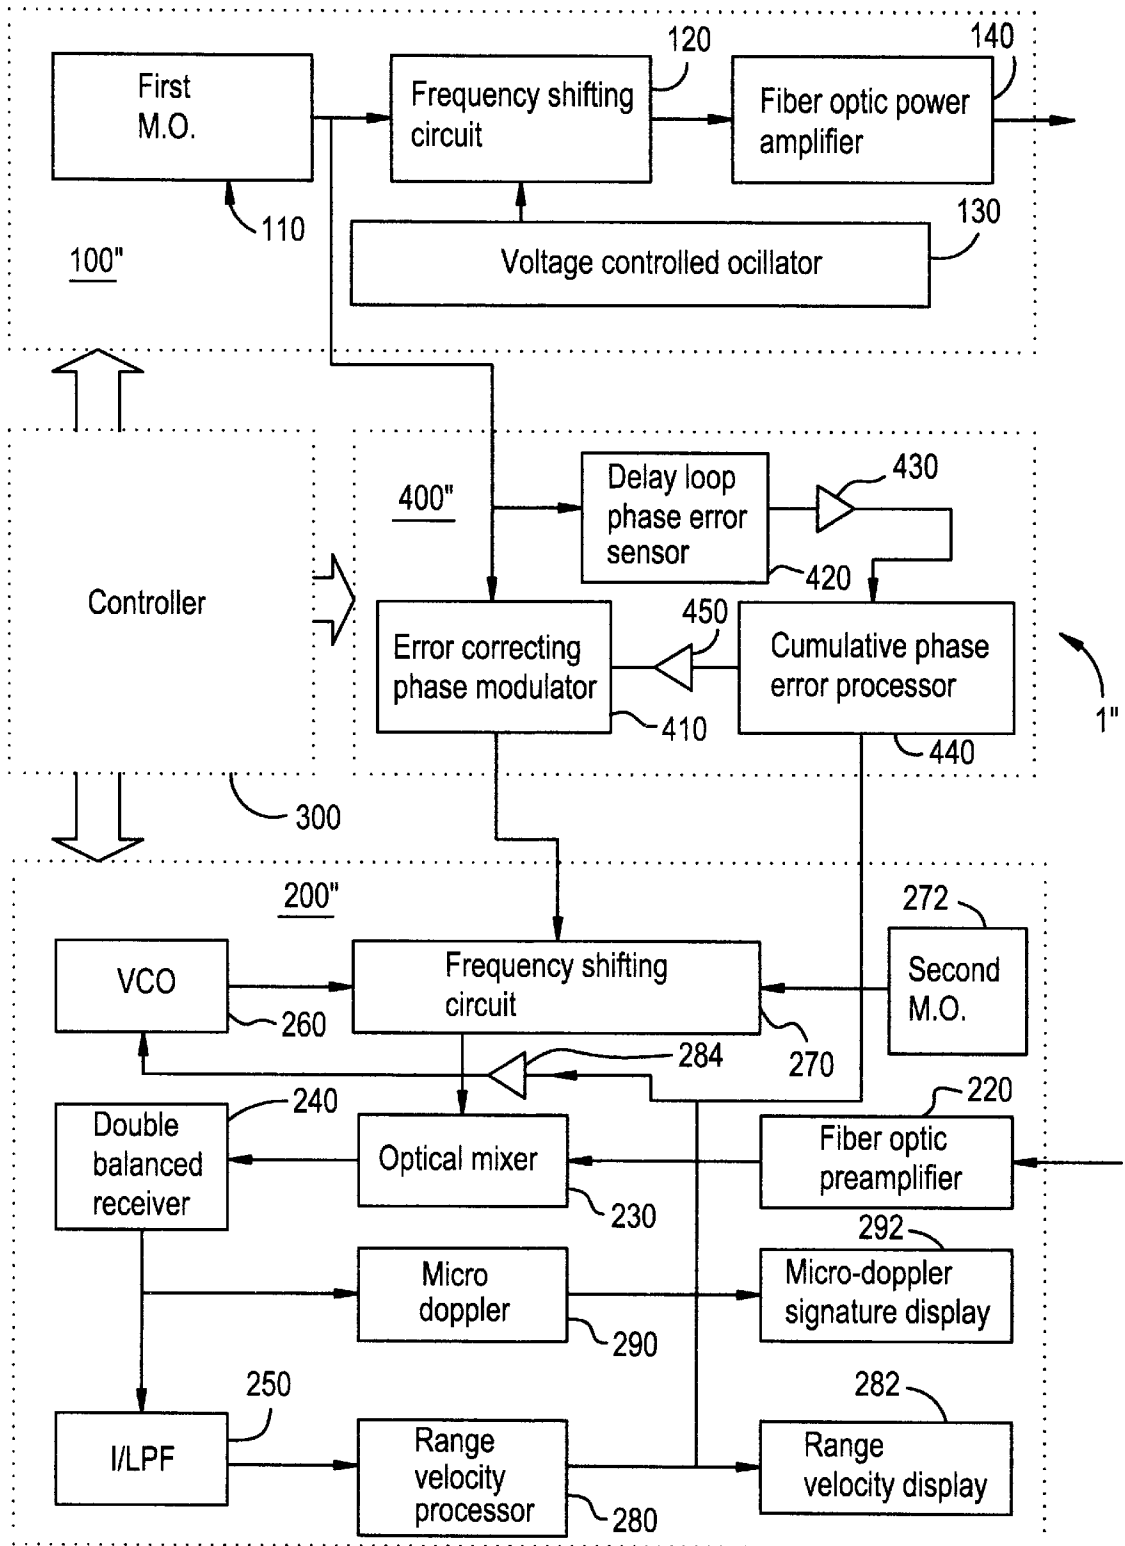 120
140
First
M.O.
Frequency shifting
circuit
Fiber optic power
amplifier
110
130
100"
Voltage controlled ocillator
400"
Delay loop
phase error
sensor
430
420
Controller
450
Error correcting
phase modulator
Cumulative phase
error processor
1"
410
440
300
200"
272
VCO
Frequency shifting
circuit
Second
M.O.
260
284
270
240
220
Double
balanced
receiver
Optical mixer
Fiber optic
preamplifier
230
292
Micro
doppler
Micro-doppler
signature display
290
250
282
I/LPF
Range
velocity
processor
Range
velocity display
280